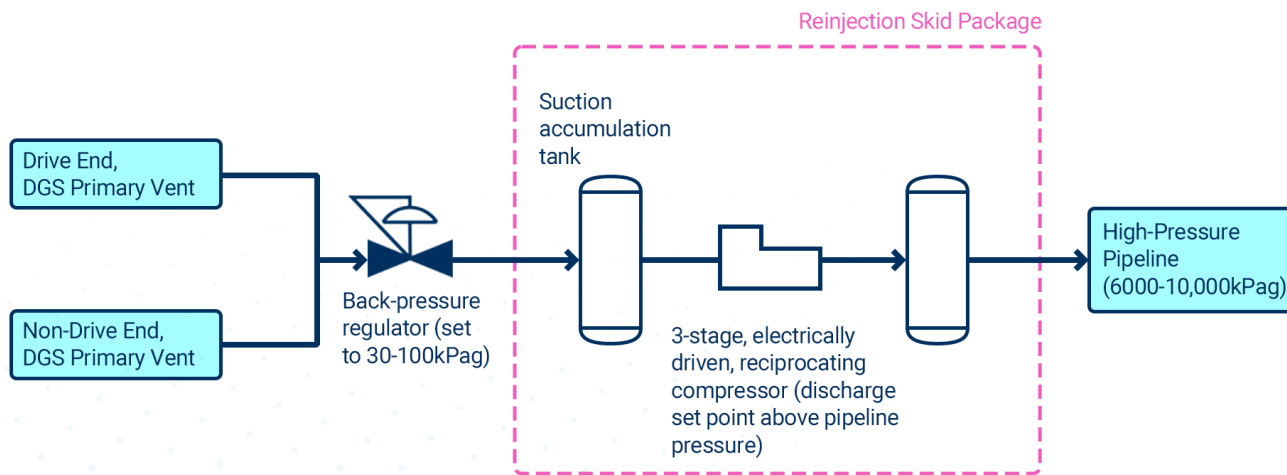 Reinjection Skid Package
Suction
accumulation
tank
Drive End,
DGS Primary Vent
Non-Drive End,
DGS Primary Vent
Back-pressure
regulator (set
to 30-100kPag)
3-stage, electrically
driven, reciprocating
compressor (discharge
set point above pipeline
pressure)
High-Pressure
Pipeline
(6000-10,000kPag)